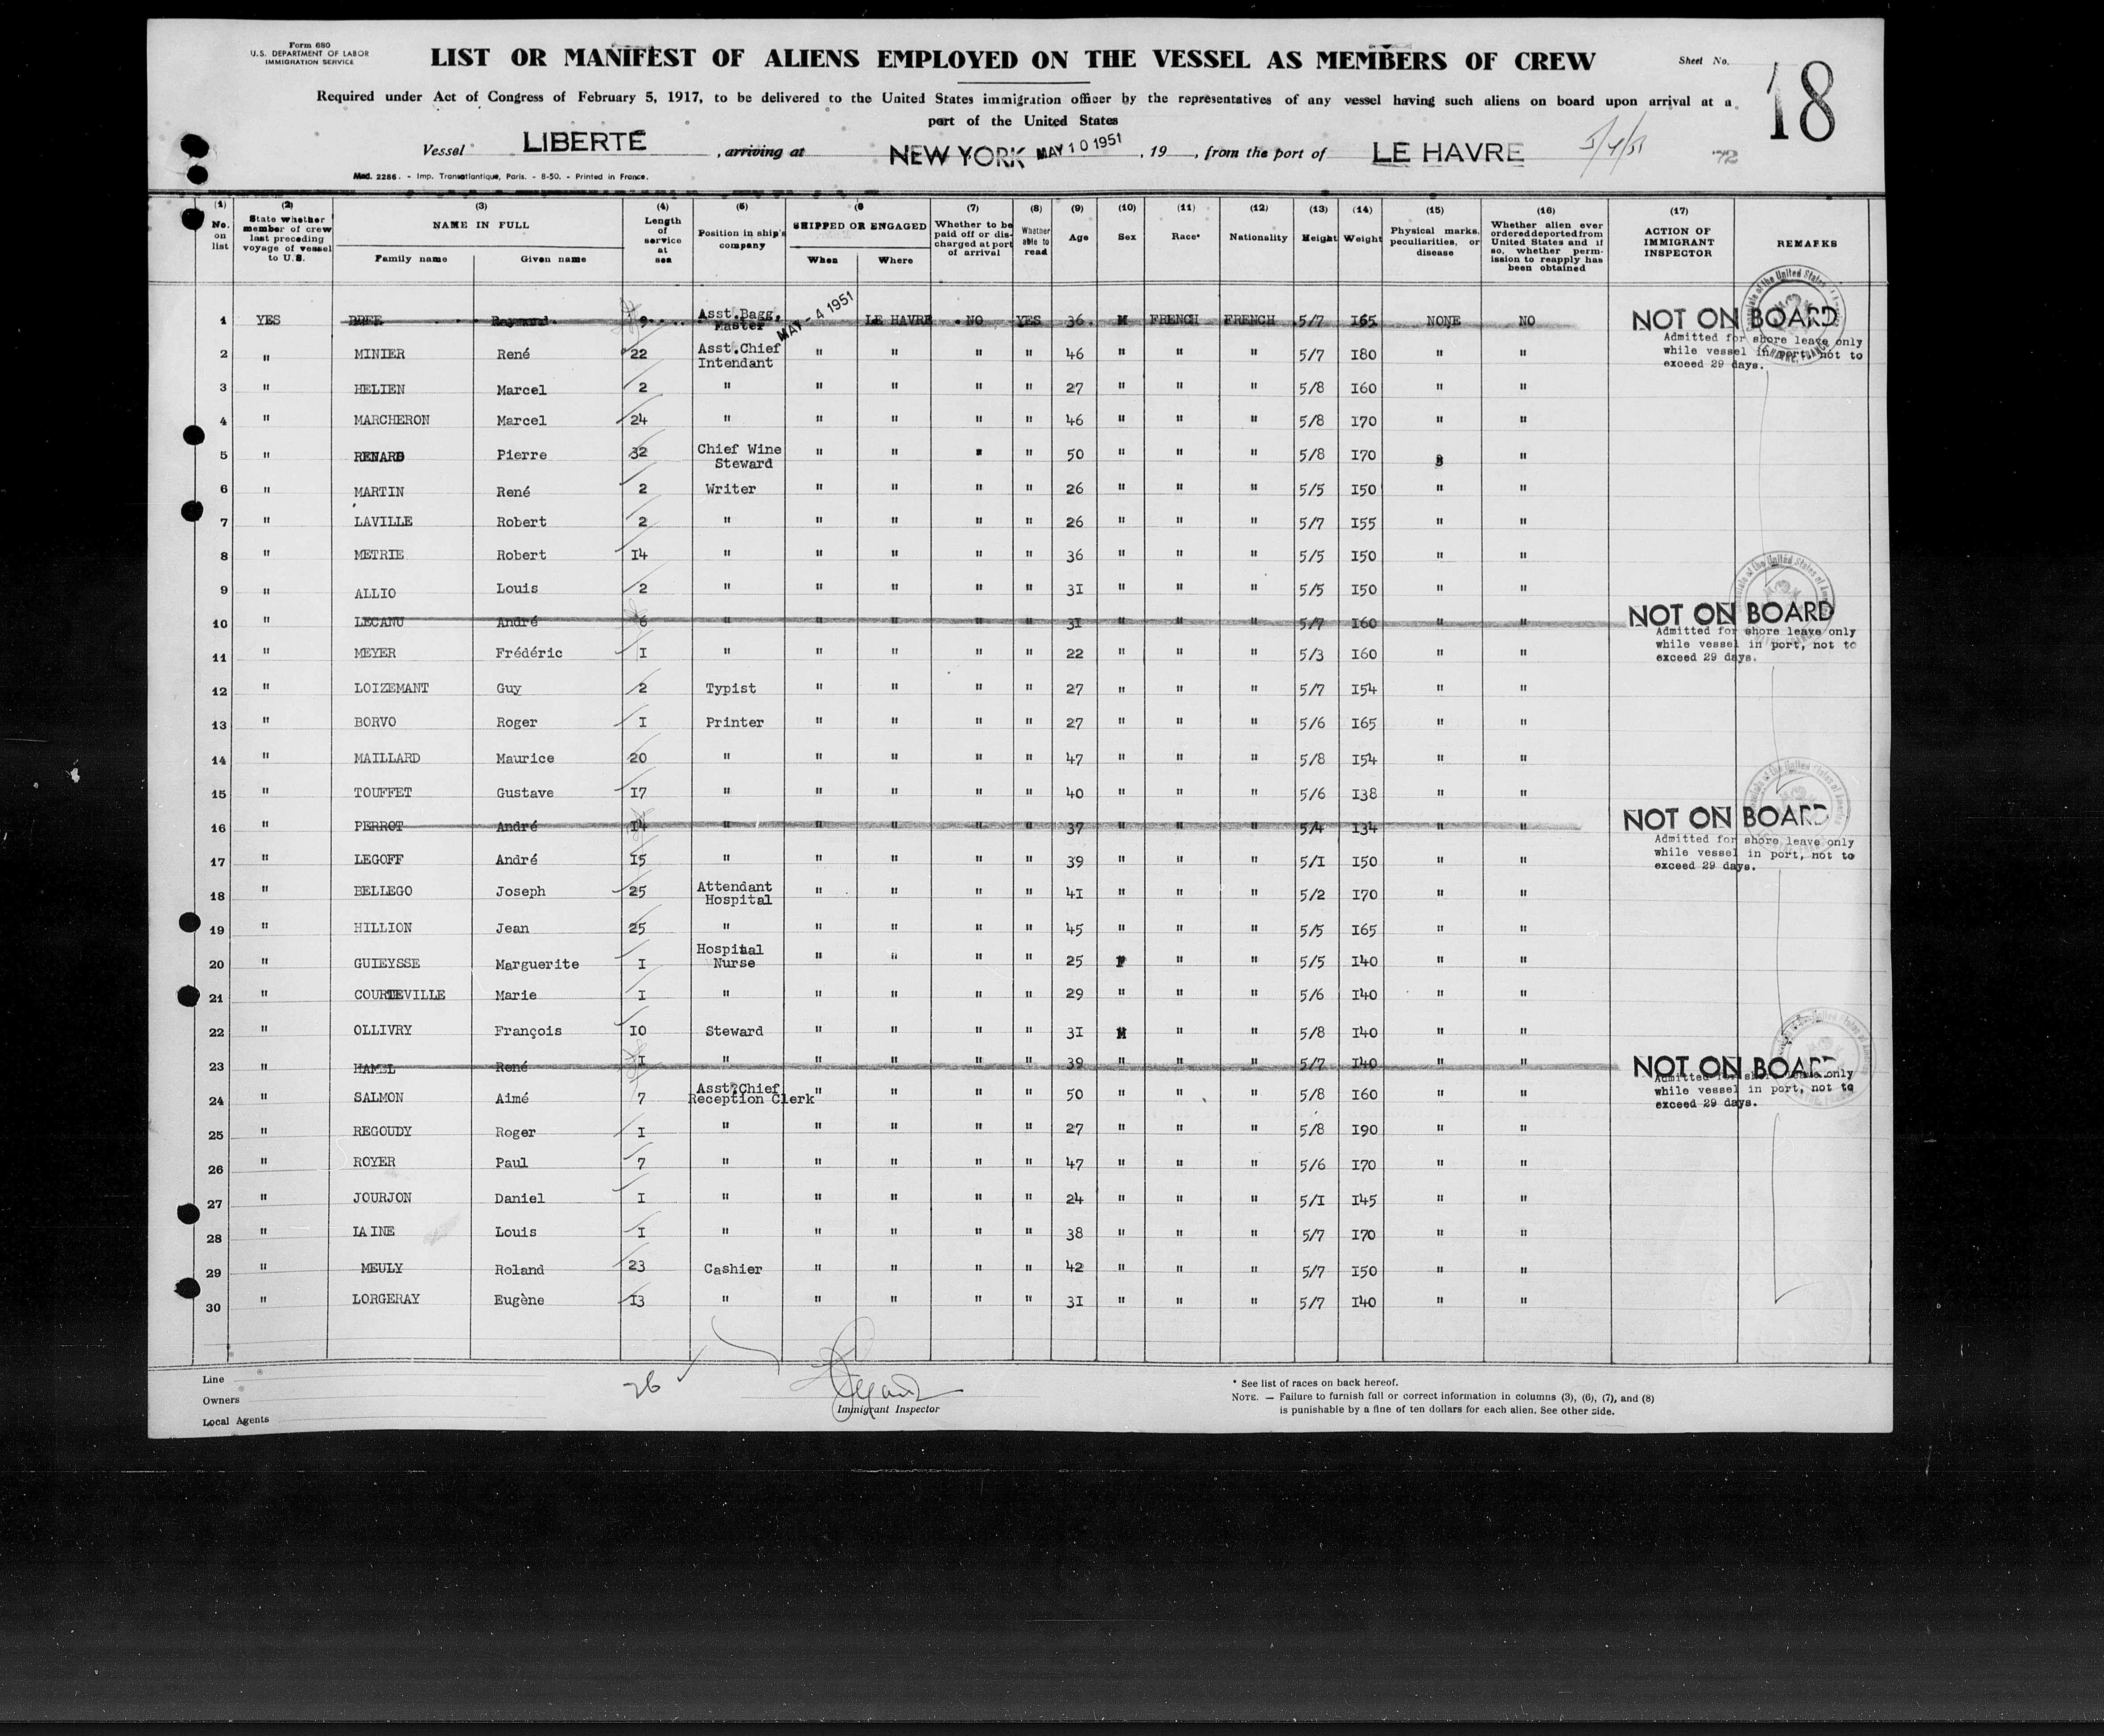 Form 680
U.S. DEPARTMENT OF LABOR
IMMIGRATION SERVICE
LIST OR MANIFEST OF ALIENS EMPLOYED ON THE VESSEL AS MEMBERS OF CREW
Sheet No. 18
Required under Act of Congress of February 5, 1917, to be delivered to the United States immigration officer by the representatives of any vessel having such aliens on board upon arrival at a
port of the United States
Vessel LIBERTE , arriving at NEW YORK MAY 10 1951 , 19 , from the port of LE HAVRE 5/4/51 72
Mod. 2286. - Imp. Transatlantique, Paris. - 8-50. - Printed in France.
(1) No. on list (2) State whether member of crew last preceding voyage of vessel to U.S. (3) NAME IN FULL Family name Given name (4) Length of service at sea (5) Position in ship's company (6 SHIPPED OR ENGAGED When Where (7) Whether to be paid off or discharged at port of arrival (8) Whether able to read (9) Age (10) Sex (11) Race* (12) Nationality (13) Height (14) Weight (15) Physical marks, peculiarities, or disease (16) Whether alien ever ordered deported from United States and if so, whether permission to reapply has been obtained (17) ACTION OF IMMIGRANT INSPECTOR REMARKS
1 YES BREE Raymond 9 Asst.Bagg. Master MAY - 4 1951 LE HAVRE NO YES 36 M FRENCH FRENCH 5/7 165 NONE NO NOT ON BOARD
Admitted for shore leave only
while vessel in port, not to
exceed 29 days.
2 " MINIER René 22 Asst.Chief Intendant " " " " 46 " " " 5/7 180 " "
3 " HELIEN Marcel 2 " " " " " 27 " " " 5/8 160 " "
4 " MARCHERON Marcel 24 " " " " " 46 " " " 5/8 170 " "
5 " RENARD Pierre 32 Chief Wine Steward " " " " 50 " " " 5/8 170 " "
6 " MARTIN René 2 Writer " " " " 26 " " " 5/5 150 " "
7 " LAVILLE Robert 2 " " " " " 26 " " " 5/7 155 " "
8 " METRIE Robert 14 " " " " " 36 " " " 5/5 150 " "
9 " ALLIO Louis 2 " " " " " 31 " " " 5/5 150 " "
10 " LECANU André 6 " " " " " 31 " " " 5/7 160 " " NOT ON BOARD
Admitted for shore leave only
while vessel in port, not to
exceed 29 days.
11 " MEYER Frédéric 1 " " " " " 22 " " " 5/3 160 " "
12 " LOIZEMANT Guy 2 Typist " " " " 27 " " " 5/7 154 " "
13 " BORVO Roger 1 Printer " " " " 27 " " " 5/6 165 " "
14 " MAILLARD Maurice 20 " " " " " 47 " " " 5/8 154 " "
15 " TOUFFET Gustave 17 " " " " " 40 " " " 5/6 138 " "
16 " PERROT André 14 " " " " " 37 " " " 5/4 134 " " NOT ON BOARD
Admitted for shore leave only
while vessel in port, not to
exceed 29 days.
17 " LEGOFF André 15 " " " " " 39 " " " 5/1 150 " "
18 " BELLEGO Joseph 25 Attendant Hospital " " " " 41 " " " 5/2 170 " "
19 " HILLION Jean 25 " " " " " 45 " " " 5/5 165 " "
20 " GUIEYSSE Marguerite 1 Hospital Nurse " " " " 25 F " " 5/5 140 " "
21 " COURTEVILLE Marie 1 " " " " " 29 " " " 5/6 140 " "
22 " OLLIVRY François 10 Steward " " " " 31 M " " 5/8 140 " "
23 " HAMEL René 1 " " " " " 39 " " " 5/7 140 " " NOT ON BOARD
Admitted for shore leave only
while vessel in port, not to
exceed 29 days.
24 " SALMON Aimé 7 Asst.Chief Reception Clerk " " " " 50 " " " 5/8 160 " "
25 " REGOUDY Roger 1 " " " " " 27 " " " 5/8 190 " "
26 " ROYER Paul 7 " " " " " 47 " " " 5/6 170 " "
27 " JOURJON Daniel 1 " " " " " 24 " " " 5/1 145 " "
28 " LAINE Louis 1 " " " " " 38 " " " 5/7 170 " "
29 " MEULY Roland 23 Cashier " " " " 42 " " " 5/7 150 " "
30 " LORGERAY Eugène 13 " " " " " 31 " " " 5/7 140 " "
26
Line
Owners
Local Agents
Immigrant Inspector
* See list of races on back hereof.
NOTE. — Failure to furnish full or correct information in columns (3), (6), (7), and (8)
is punishable by a fine of ten dollars for each alien. See other side.